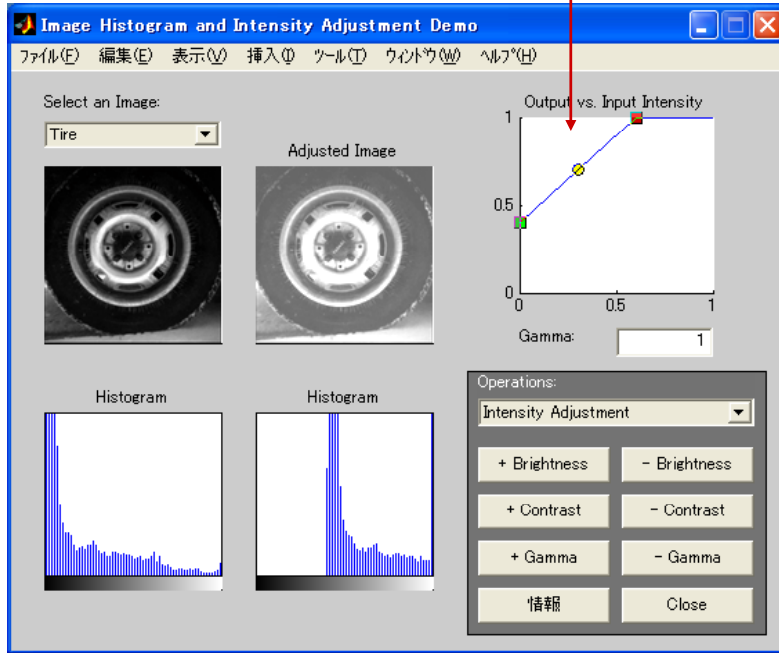 Image Histogram and Intensity Adjustment Demo
ファイル(F) 編集(E) 表示(V) 挿入(I) ツール(T) ウィンドウ(W) ヘルプ(H)
Select an Image:
Tire
Adjusted Image
Output vs. Input Intensity
1
0.5
0
0 0.5 1
Gamma: 1
Histogram
Histogram
Operations:
Intensity Adjustment
+ Brightness - Brightness
+ Contrast - Contrast
+ Gamma - Gamma
情報 Close